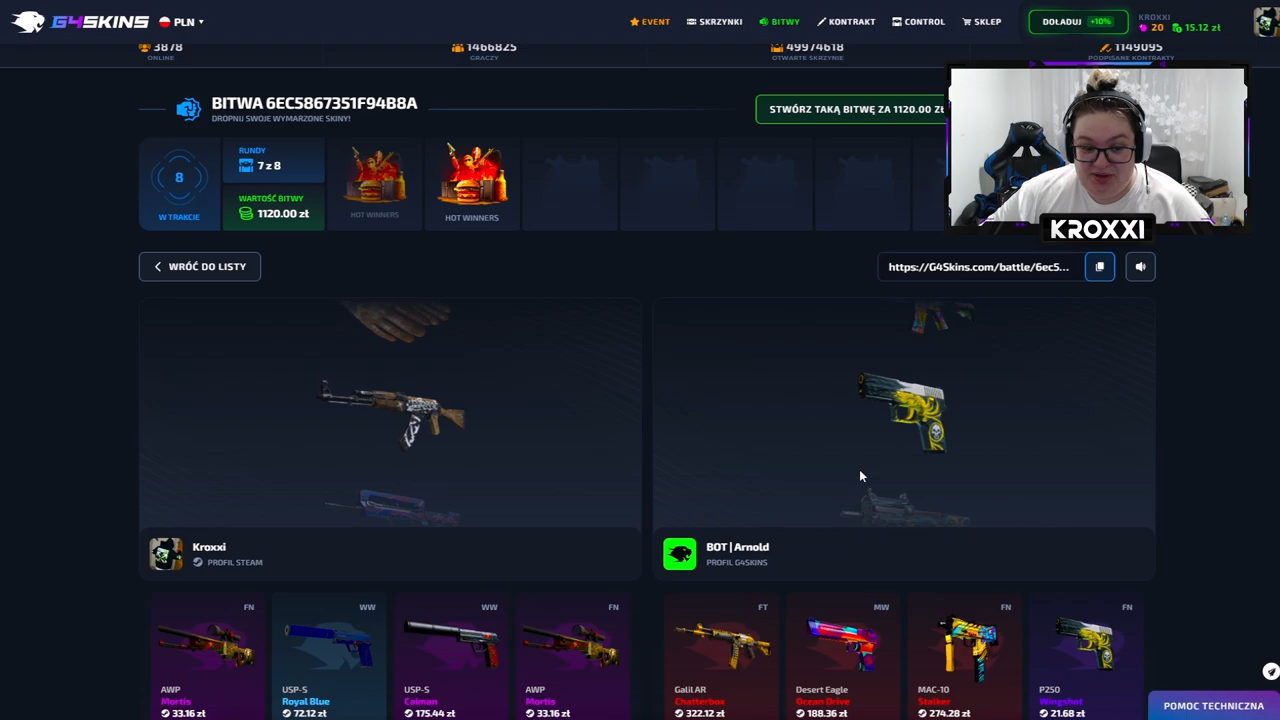 G4SKINS
PLN
EVENT
SKRZYNKI
BITWY
KONTRAKT
CONTROL
SKLEP
DOŁADUJ +10%
KROXXI
20 15.12 zł
3878
ONLINE
1466825
GRACZY
49974618
OTWARTE SKRZYNIE
1149095
PODPISANE KONTRAKTY
BITWA 6EC5867351F94B8A
DROPNIJ SWOJE WYMARZONE SKINY!
STWÓRZ TAKĄ BITWĘ ZA 1120.00 ZŁ
8
W TRAKCIE
RUNDY
7 z 8
WARTOŚĆ BITWY
1120.00 zł
HOT WINNERS
HOT WINNERS
KROXXI
WRÓĆ DO LISTY
https://G4Skins.com/battle/6ec5...
Kroxxi
PROFIL STEAM
BOT | Arnold
PROFIL G4SKINS
FN
AWP
Mortis
33.16 zł
WW
USP-S
Royal Blue
72.12 zł
WW
USP-S
Caiman
175.44 zł
FN
AWP
Mortis
33.16 zł
FT
Galil AR
Chatterbox
322.12 zł
MW
Desert Eagle
Ocean Drive
188.36 zł
FN
MAC-10
Stalker
274.28 zł
FN
P250
Wingshot
21.68 zł
POMOC TECHNICZNA